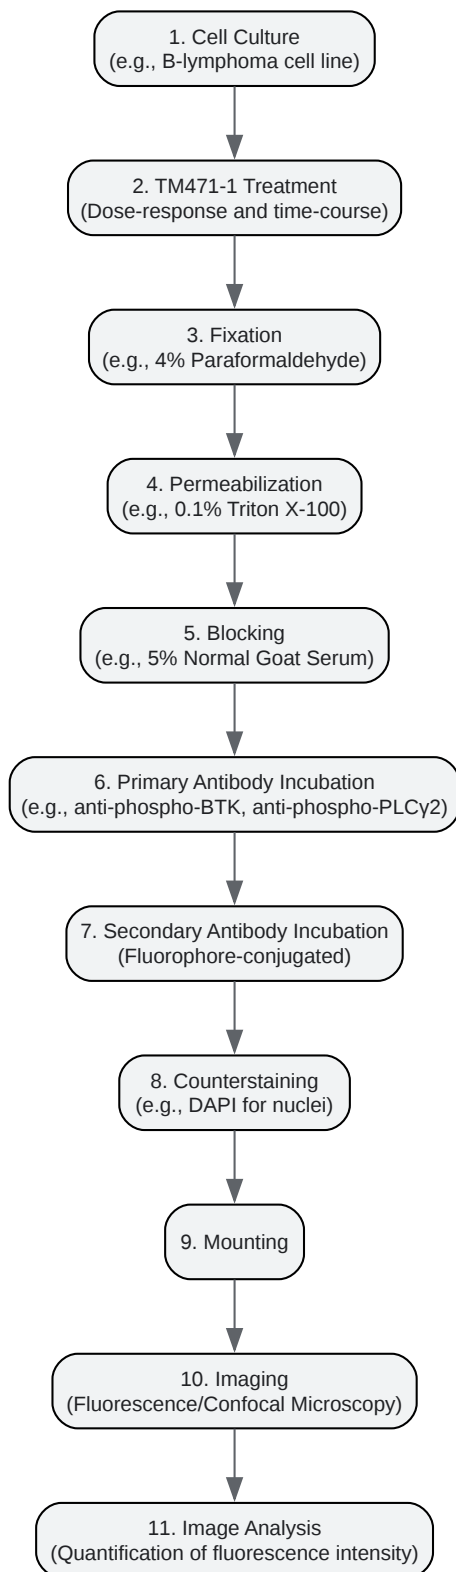 1. Cell Culture
(e.g., B-lymphoma cell line)
2. TM471-1 Treatment
(Dose-response and time-course)
3. Fixation
(e.g., 4% Paraformaldehyde)
4. Permeabilization
(e.g., 0.1% Triton X-100)
5. Blocking
(e.g., 5% Normal Goat Serum)
6. Primary Antibody Incubation
(e.g., anti-phospho-BTK, anti-phospho-PLCγ2)
7. Secondary Antibody Incubation
(Fluorophore-conjugated)
8. Counterstaining
(e.g., DAPI for nuclei)
9. Mounting
10. Imaging
(Fluorescence/Confocal Microscopy)
11. Image Analysis
(Quantification of fluorescence intensity)